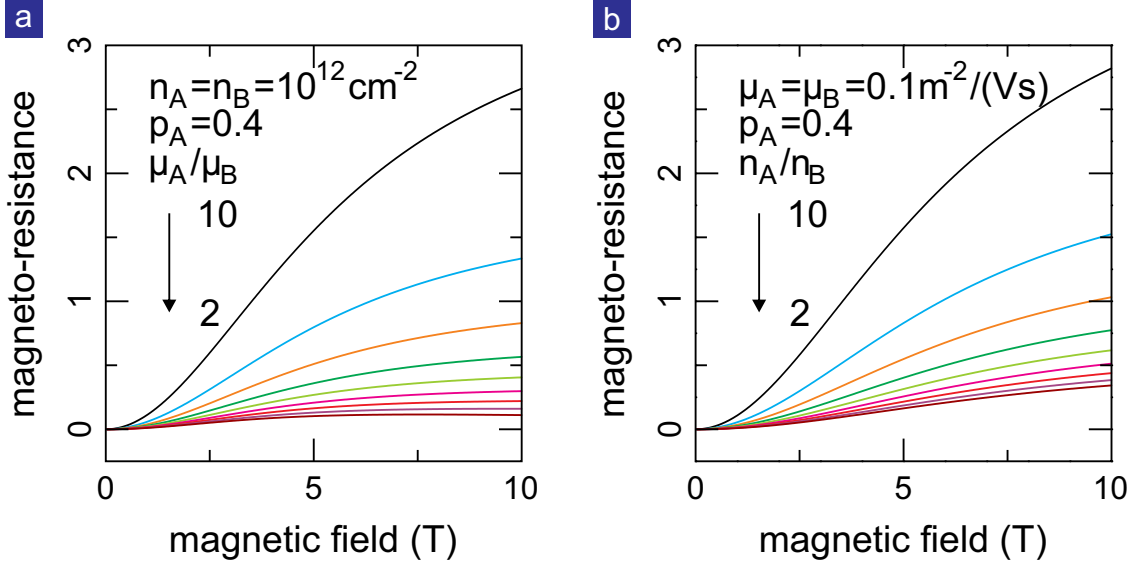 a
magneto-resistance
3
2
1
0
n_A=n_B=10^12 cm^-2
p_A=0.4
μ_A/μ_B
10
2
0
5
10
magnetic field (T)
b
magneto-resistance
3
2
1
0
μ_A=μ_B=0.1m^-2/(Vs)
p_A=0.4
n_A/n_B
10
2
0
5
10
magnetic field (T)